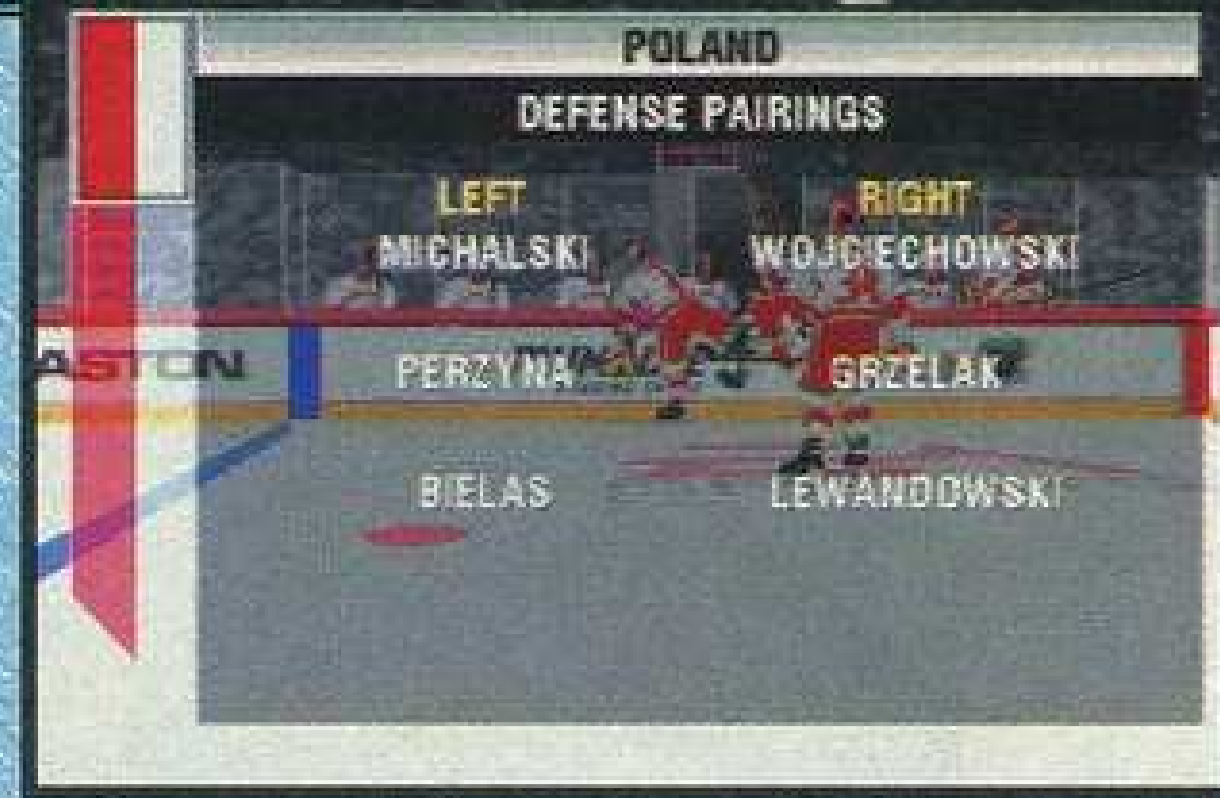 POLAND
DEFENSE PAIRINGS
LEFT RIGHT
MICHALSKI WOJCIECHOWSKI
ASTON
PERZYNA GRZELAK
BIELAS LEWANDOWSKI